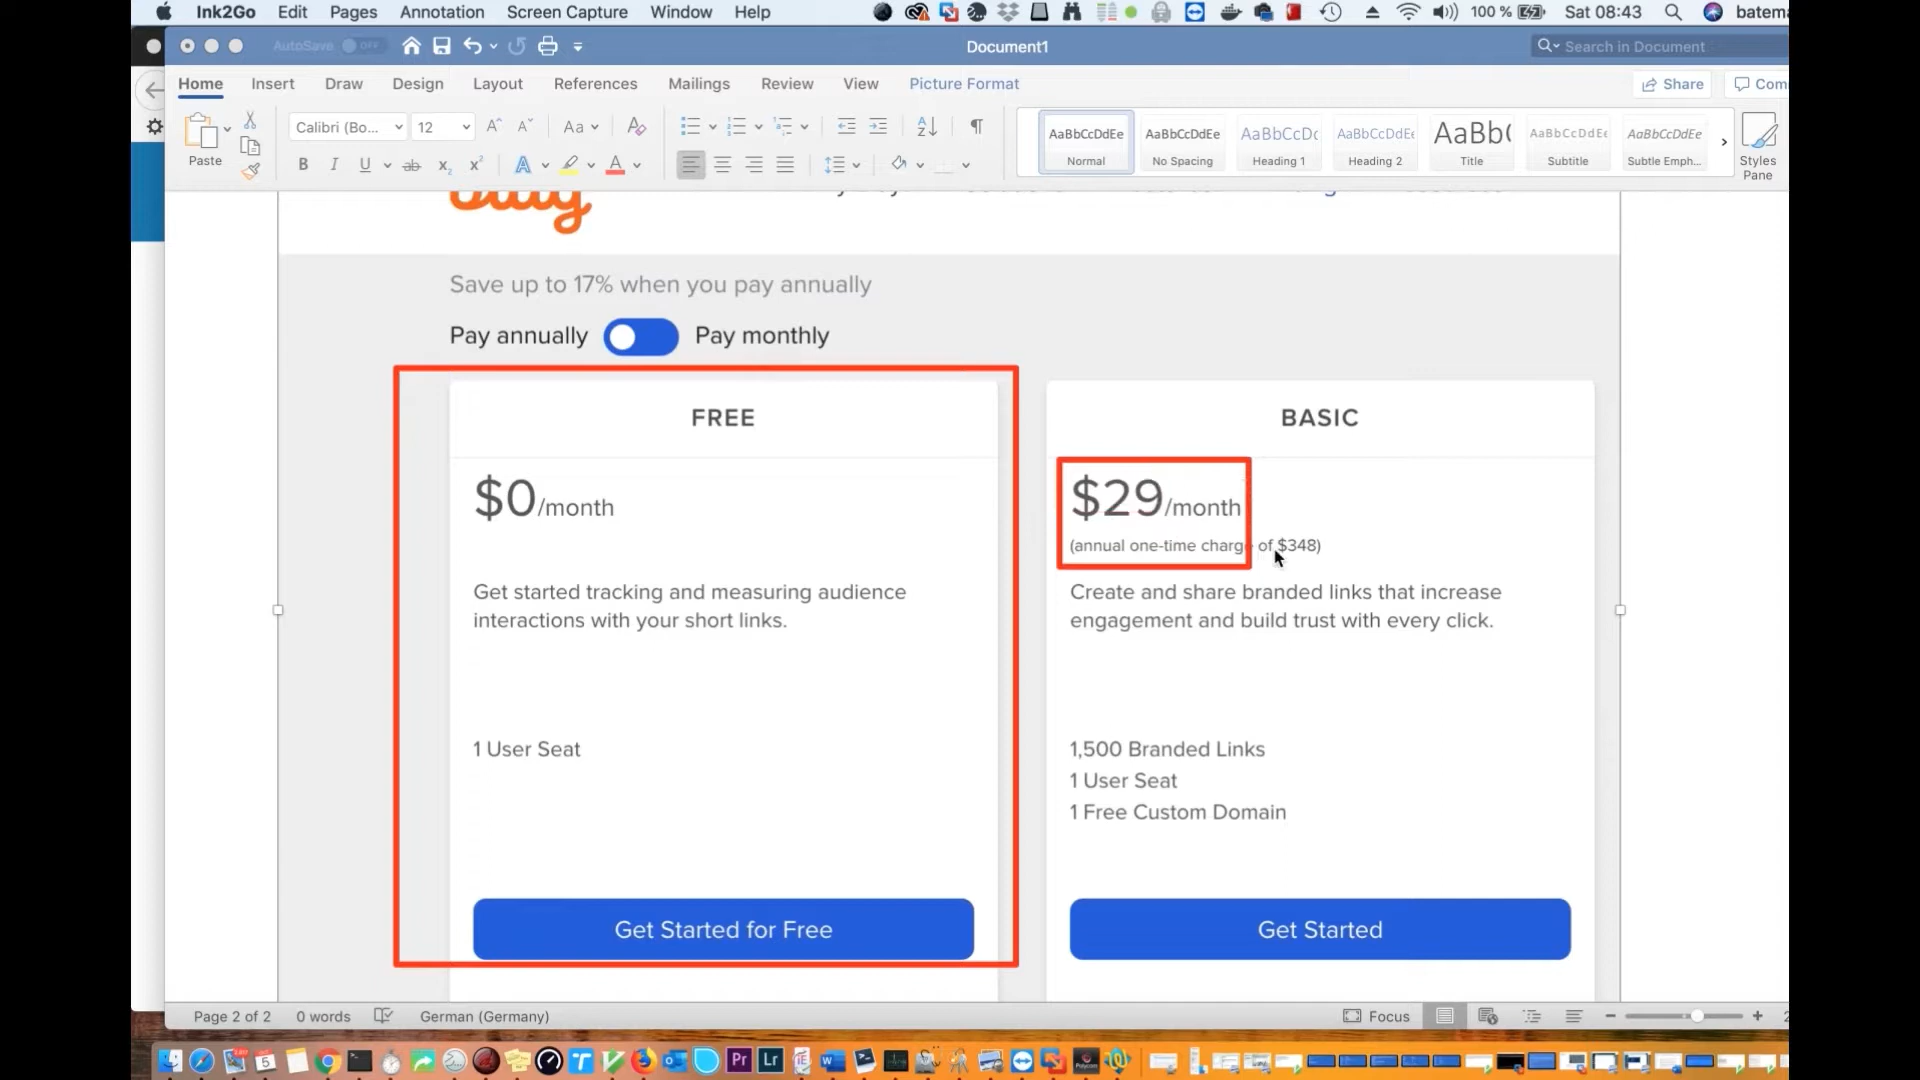 Ink2Go Edit Pages Annotation Screen Capture Window Help 100 % Sat 08:43
AutoSave OFF Document1 Search in Document
Home Insert Draw Design Layout References Mailings Review View Picture Format Share
Calibri (Bo... 12 Aa
Paste
AaBbCcDdEe AaBbCcDdEe AaBbCcDc AaBbCcDdEe AaBb( AaBbCcDdEe AaBbCcDdEe
Normal No Spacing Heading 1 Heading 2 Title Subtitle Subtle Emph... Styles Pane
Save up to 17% when you pay annually
Pay annually Pay monthly
FREE
$0/month
Get started tracking and measuring audience
interactions with your short links.
1 User Seat
Get Started for Free
BASIC
$29/month
(annual one-time charge of $348)
Create and share branded links that increase
engagement and build trust with every click.
1,500 Branded Links
1 User Seat
1 Free Custom Domain
Get Started
Page 2 of 2 0 words German (Germany) Focus